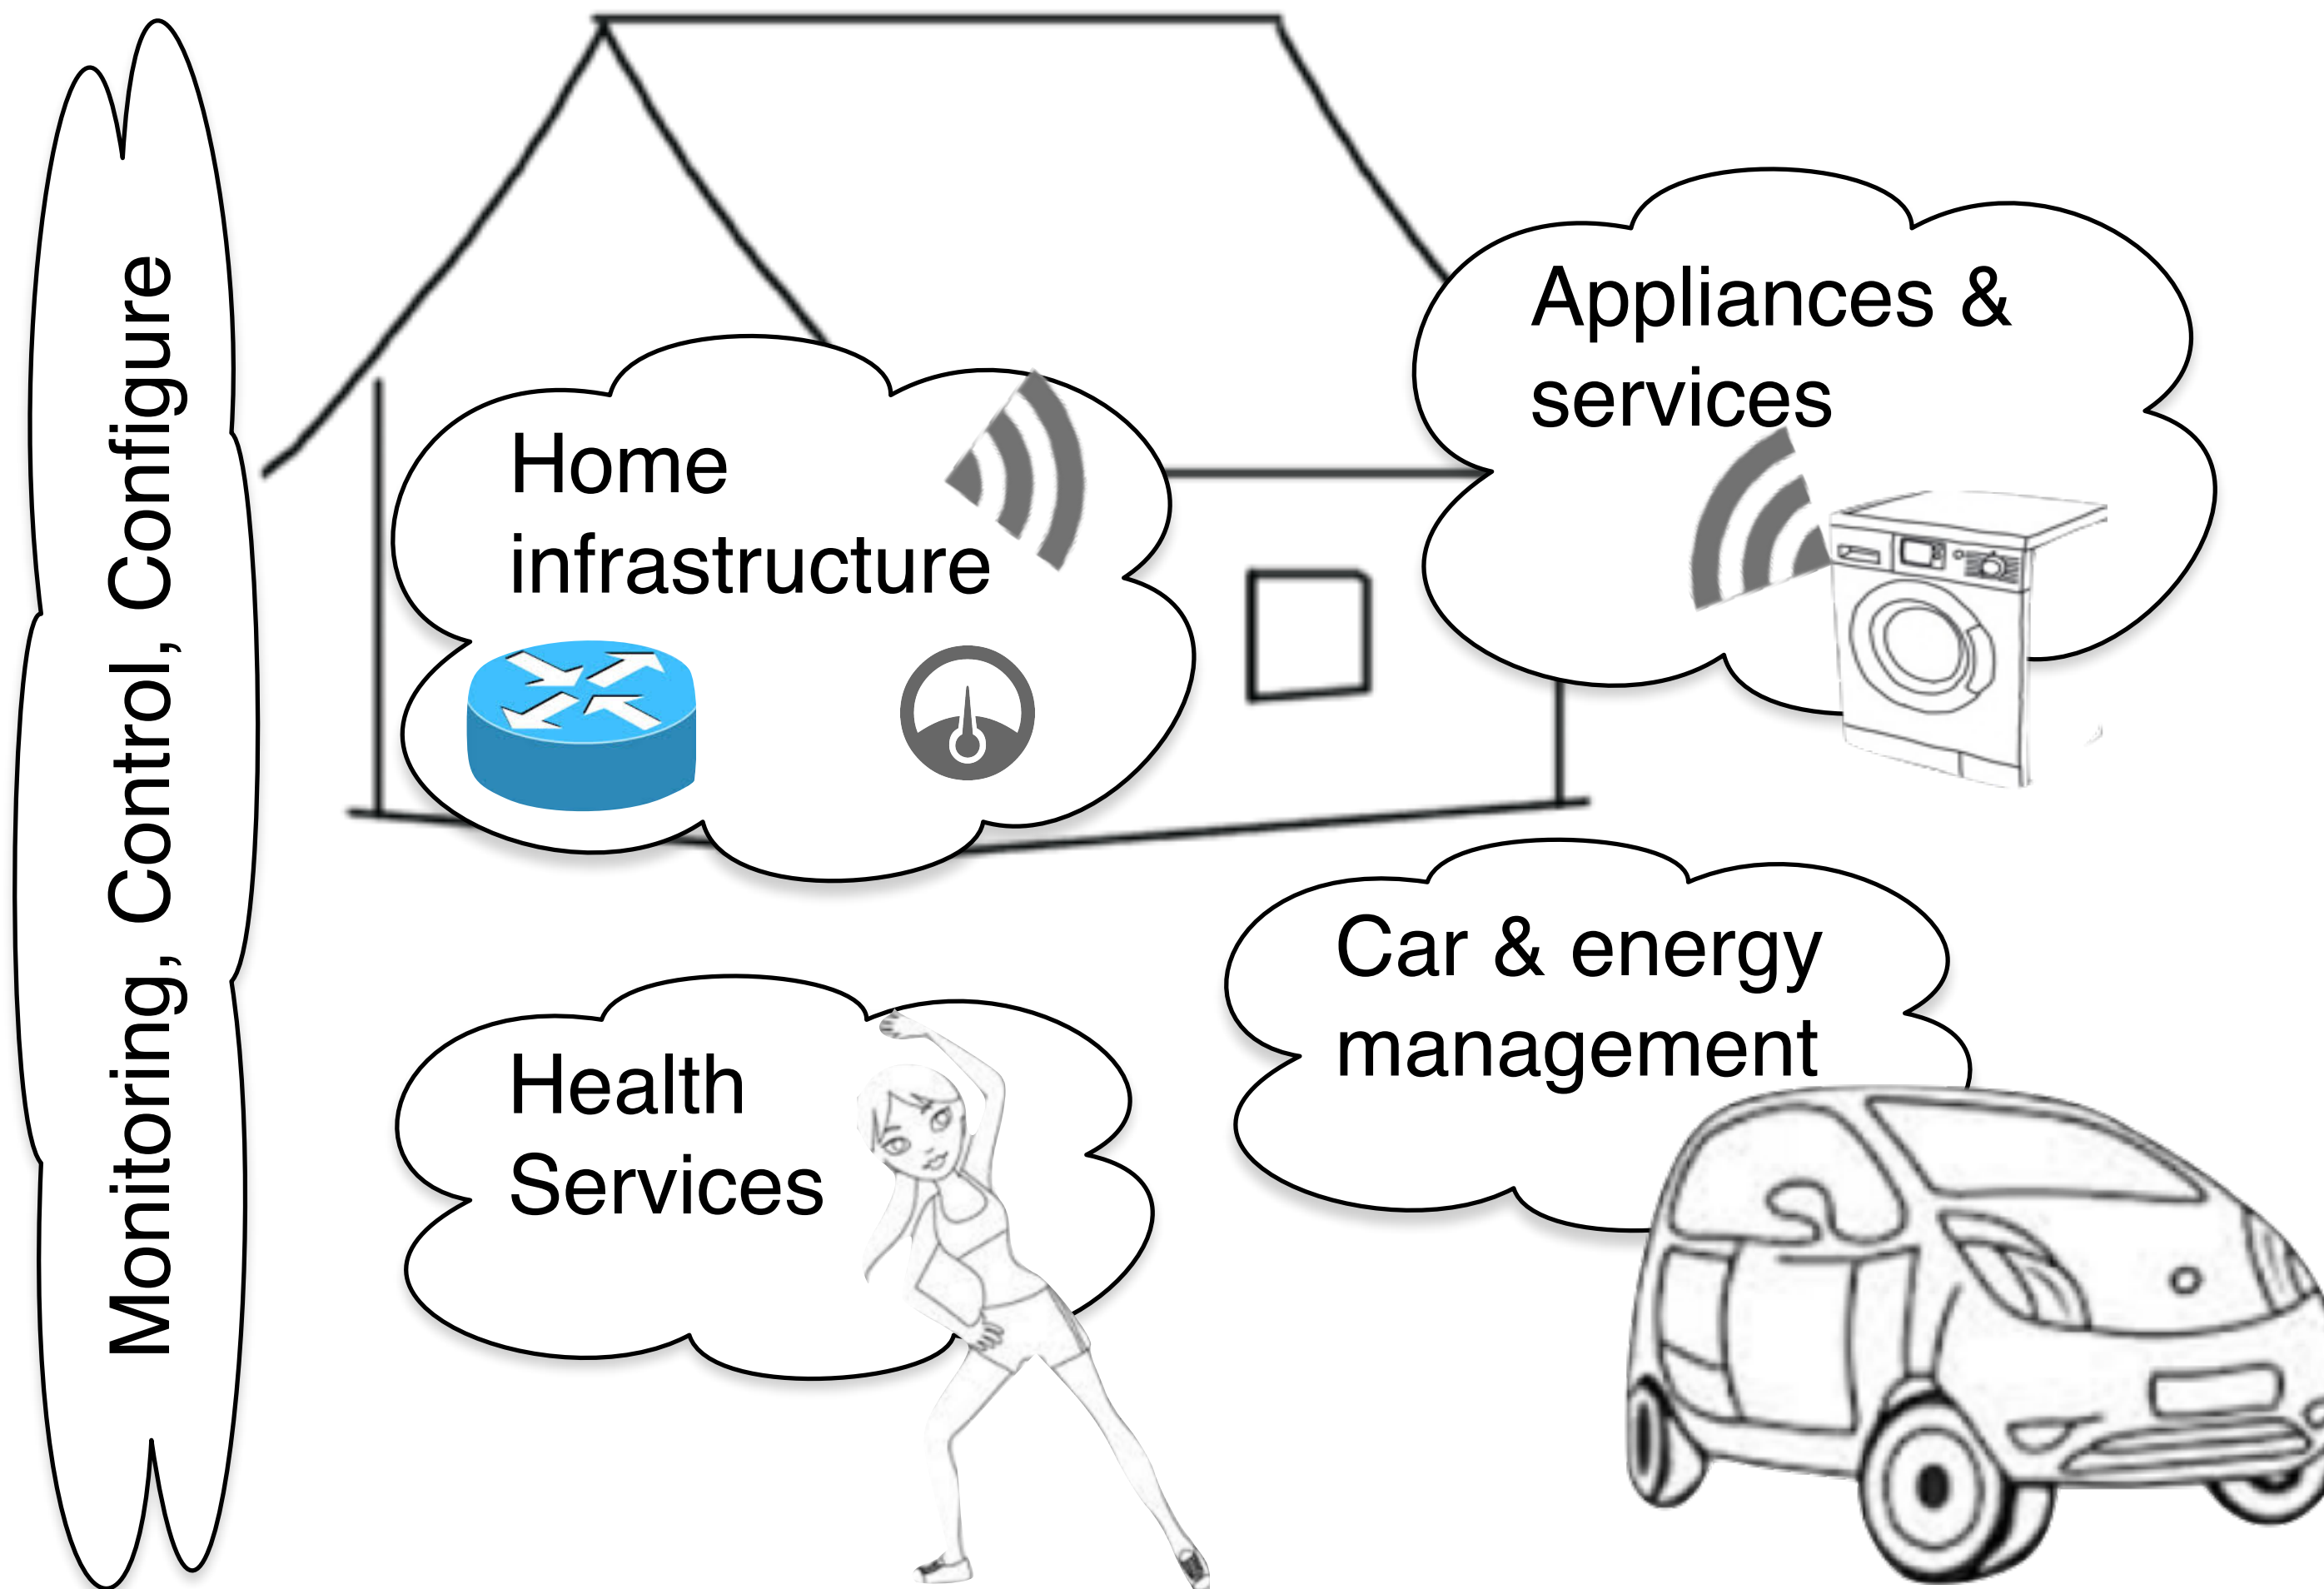 Monitoring, Control, Configure
Home
infrastructure
Appliances &
services
Health
Services
Car & energy
management